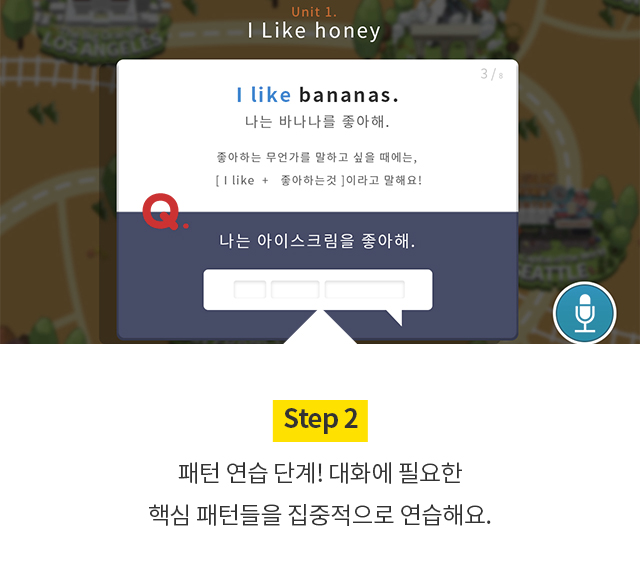 Unit 1.
I Like honey
LOS ANGELES
3 / 8
I like bananas.
나는 바나나를 좋아해.
좋아하는 무언가를 말하고 싶을 때에는,
[ I like + 좋아하는것 ]이라고 말해요!
Q.
나는 아이스크림을 좋아해.
SEATTLE
Step 2
패턴 연습 단계! 대화에 필요한
핵심 패턴들을 집중적으로 연습해요.